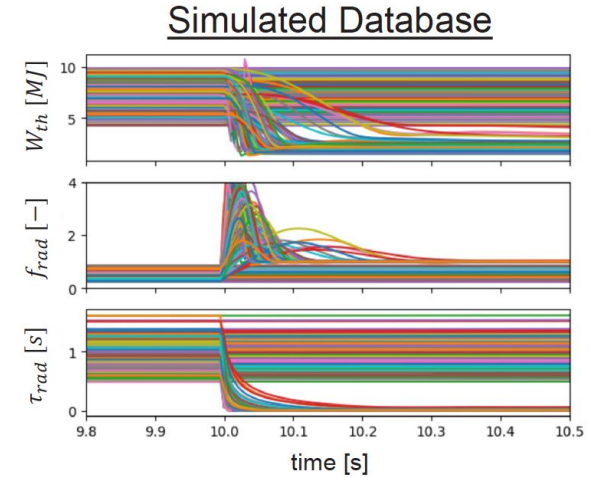 Simulated Database
W_th [MJ]
10
5
f_rad [−]
4
2
0
τ_rad [s]
1
0
9.8 9.9 10.0 10.1 10.2 10.3 10.4 10.5
time [s]